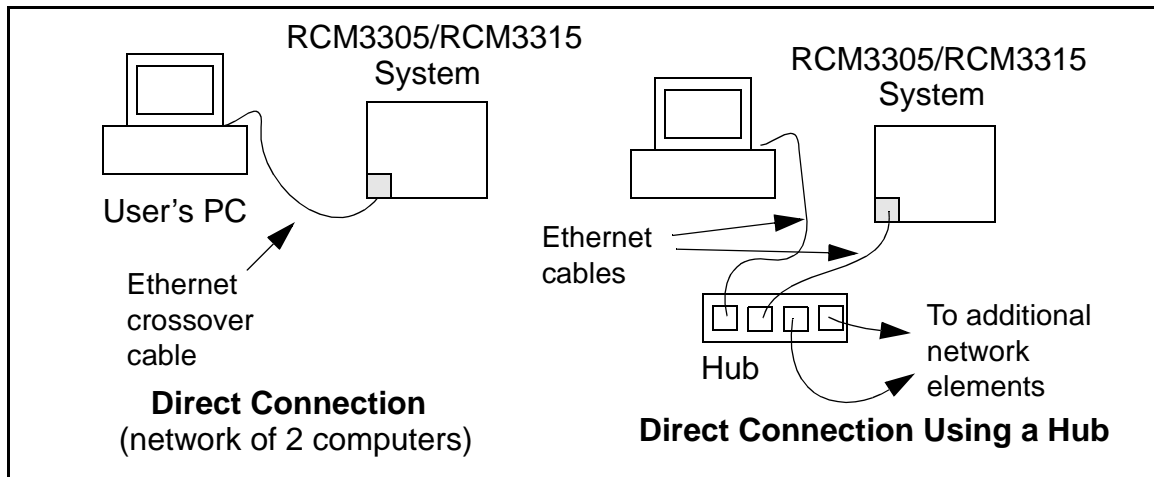 RCM3305/RCM3315
System
User's PC
Ethernet
crossover
cable
Direct Connection
(network of 2 computers)
RCM3305/RCM3315
System
Ethernet
cables
Hub
To additional
network
elements
Direct Connection Using a Hub